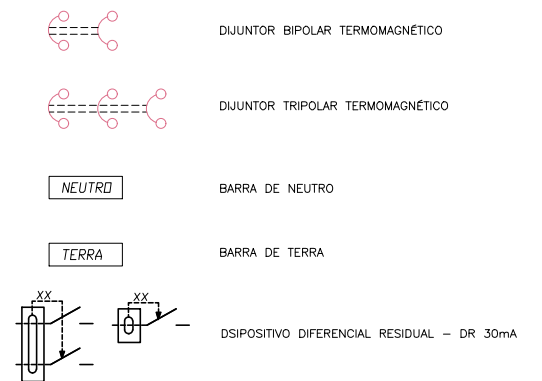 DIJUNTOR BIPOLAR TERMOMAGNÉTICO
DIJUNTOR TRIPOLAR TERMOMAGNÉTICO
NEUTRO BARRA DE NEUTRO
TERRA BARRA DE TERRA
XX XX
DSIPOSITIVO DIFERENCIAL RESIDUAL – DR 30mA